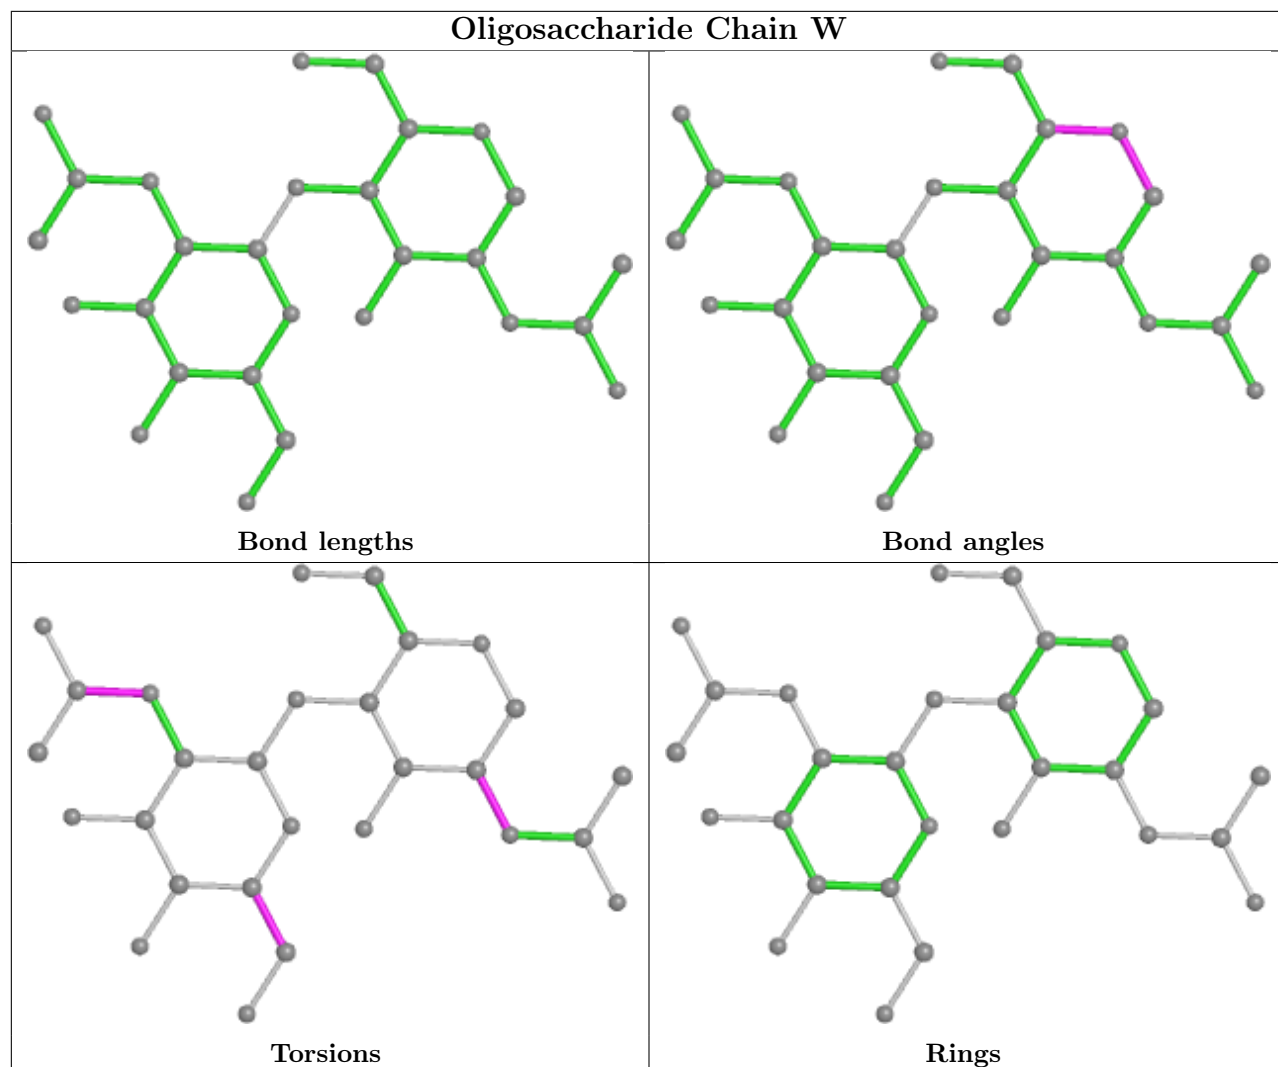 Oligosaccharide Chain W
Bond lengths
Bond angles
Torsions
Rings